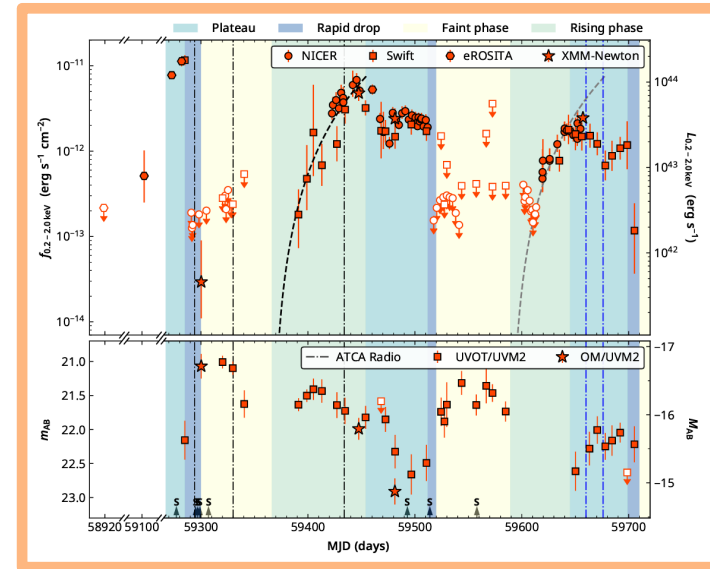 Plateau Rapid drop Faint phase Rising phase
NICER Swift eROSITA XMM-Newton
10⁻¹¹
10⁻¹²
10⁻¹³
10⁻¹⁴
f0.2−2.0 keV (erg s⁻¹ cm⁻²)
10⁴⁴
10⁴³
10⁴²
L0.2−2.0keV (erg s⁻¹)
ATCA Radio UVOT/UVM2 OM/UVM2
21.0
21.5
22.0
22.5
23.0
mAB
-17
-16
-15
MAB
S S S S S S S S
58920 59100 59300 59400 59500 59600 59700
MJD (days)